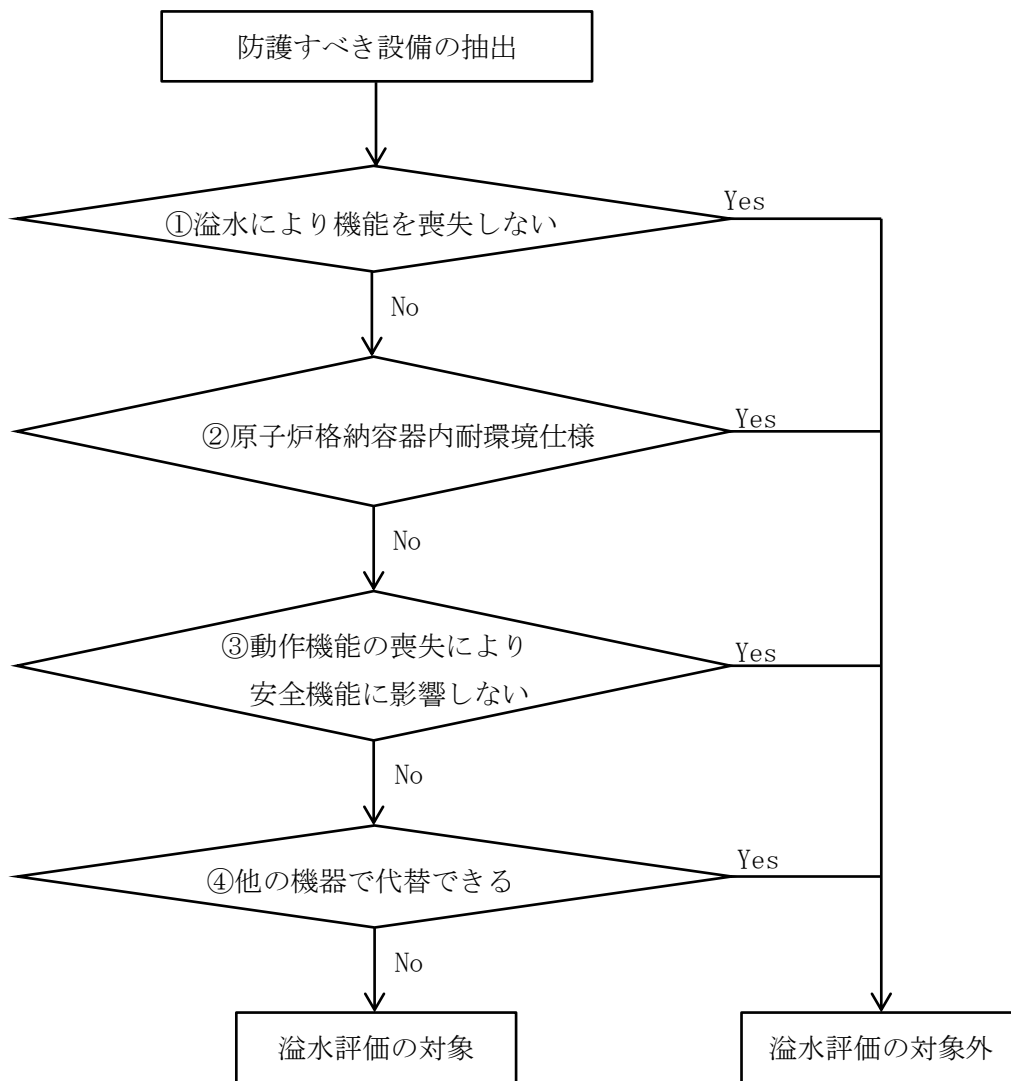 防護すべき設備の抽出
①溢水により機能を喪失しない
Yes
No
②原子炉格納容器内耐環境仕様
Yes
No
③動作機能の喪失により
安全機能に影響しない
Yes
No
④他の機器で代替できる
Yes
No
溢水評価の対象
溢水評価の対象外